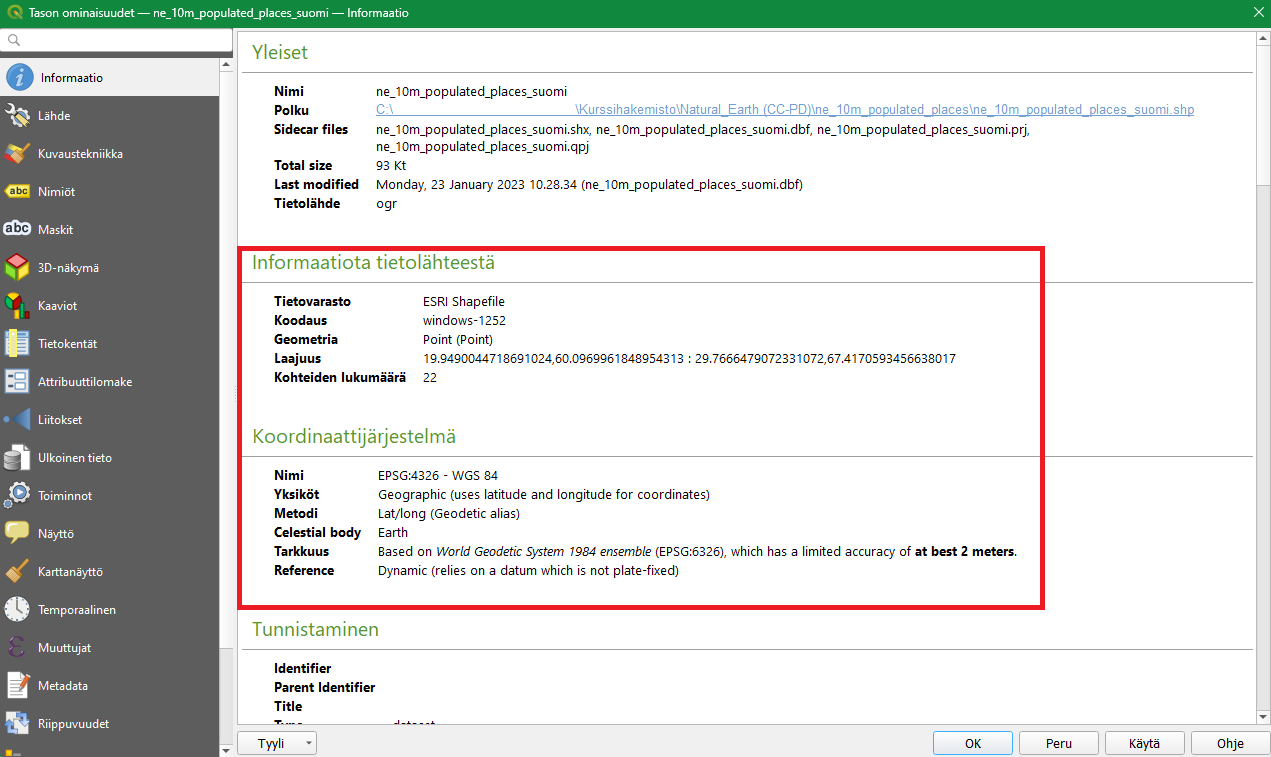 Tason ominaisuudet — ne_10m_populated_places_suomi — Informaatio
Informaatio
Lähde
Kuvaustekniikka
abc Nimiöt
abc Maskit
3D-näkymä
Kaaviot
Tietokentät
Attribuuttilomake
Liitokset
Ulkoinen tieto
Toiminnot
Näyttö
Karttanäyttö
Temporaalinen
Muuttujat
Metadata
Riippuvuudet
Yleiset
Nimi ne_10m_populated_places_suomi
Polku C:\ \Kurssihakemisto\Natural_Earth (CC-PD)\ne_10m_populated_places\ne_10m_populated_places_suomi.shp
Sidecar files ne_10m_populated_places_suomi.shx, ne_10m_populated_places_suomi.dbf, ne_10m_populated_places_suomi.prj,
ne_10m_populated_places_suomi.qpj
Total size 93 Kt
Last modified Monday, 23 January 2023 10.28.34 (ne_10m_populated_places_suomi.dbf)
Tietolähde ogr
Informaatiota tietolähteestä
Tietovarasto ESRI Shapefile
Koodaus windows-1252
Geometria Point (Point)
Laajuus 19.9490044718691024,60.0969961848954313 : 29.7666479072331072,67.4170593456638017
Kohteiden lukumäärä 22
Koordinaattijärjestelmä
Nimi EPSG:4326 - WGS 84
Yksiköt Geographic (uses latitude and longitude for coordinates)
Metodi Lat/long (Geodetic alias)
Celestial body Earth
Tarkkuus Based on World Geodetic System 1984 ensemble (EPSG:6326), which has a limited accuracy of at best 2 meters.
Reference Dynamic (relies on a datum which is not plate-fixed)
Tunnistaminen
Identifier
Parent Identifier
Title
Type dataset
Tyyli
OK
Peru
Käytä
Ohje